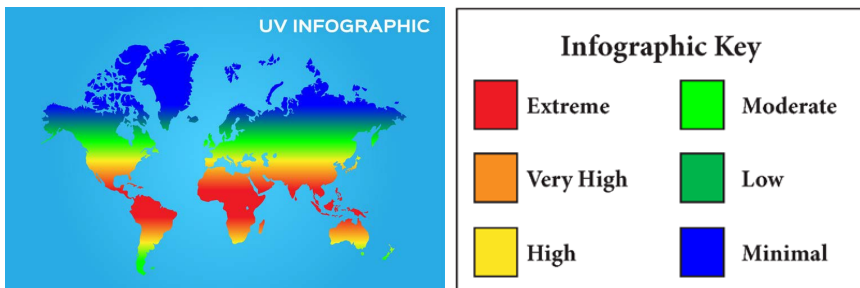 UV INFOGRAPHIC
Infographic Key
Extreme
Moderate
Very High
Low
High
Minimal